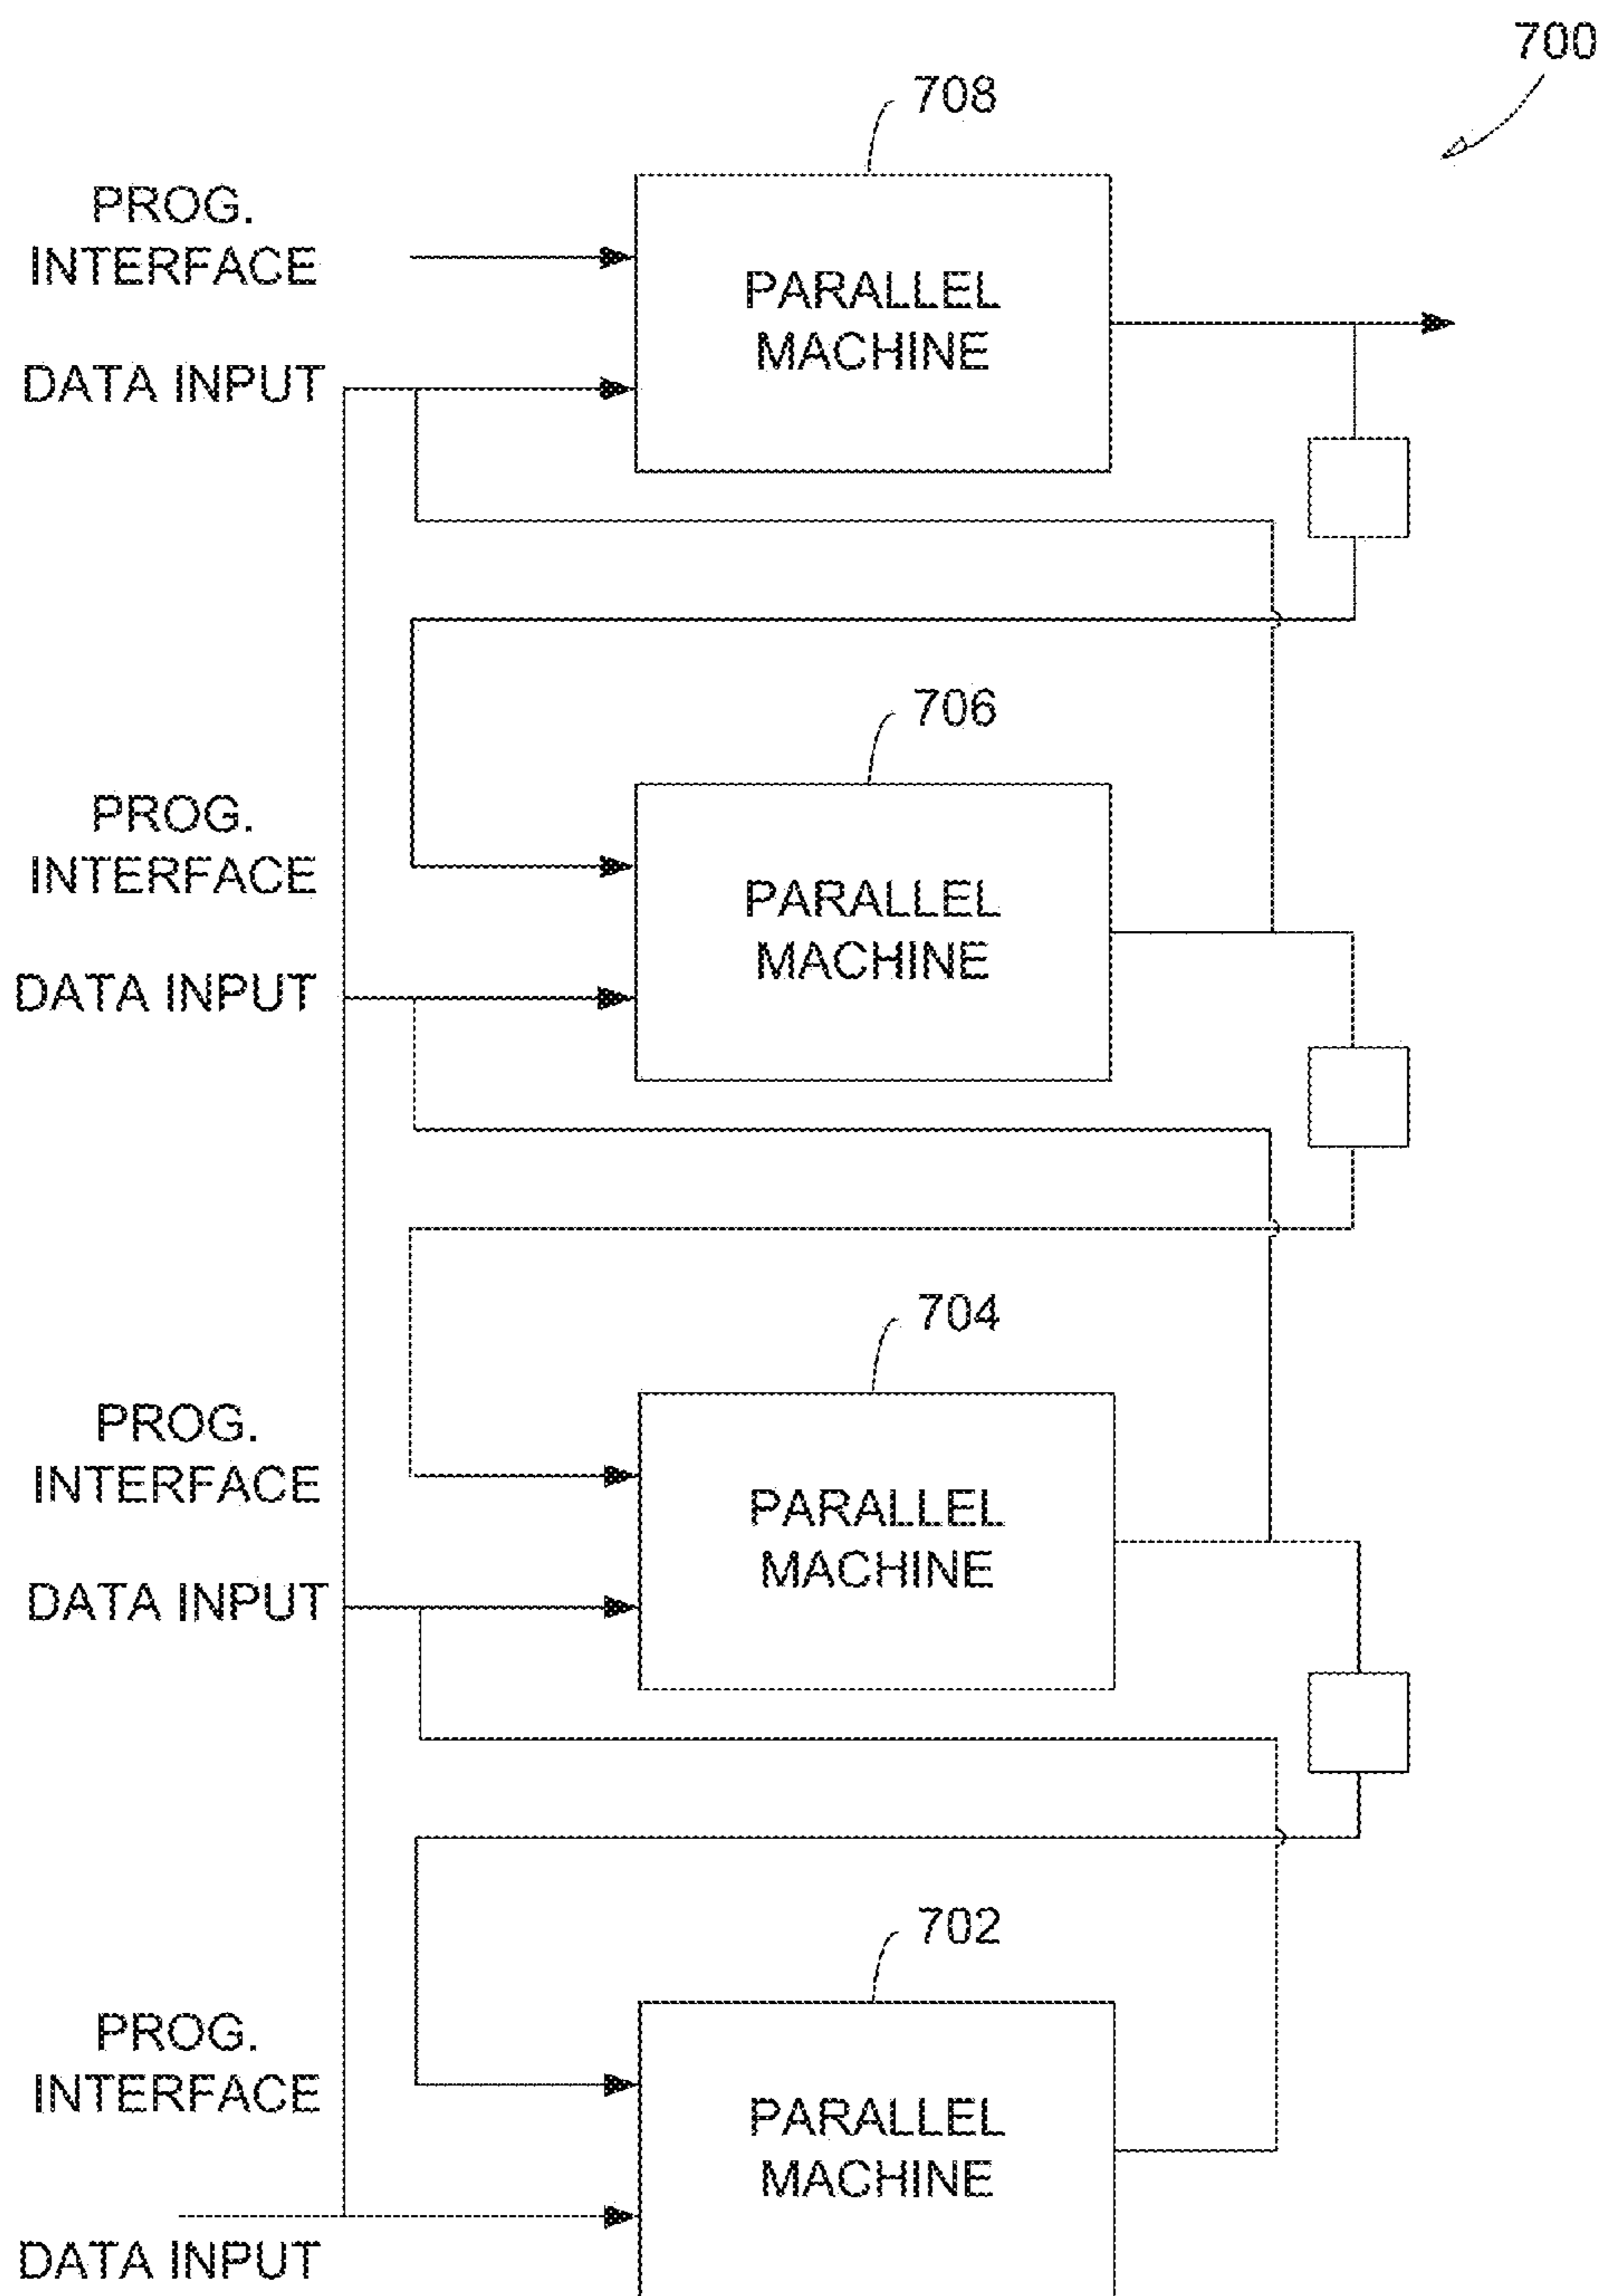 700
708
PROG.
INTERFACE
PARALLEL
MACHINE
DATA INPUT
706
PROG.
INTERFACE
PARALLEL
MACHINE
DATA INPUT
704
PROG.
INTERFACE
PARALLEL
MACHINE
DATA INPUT
702
PROG.
INTERFACE
PARALLEL
MACHINE
DATA INPUT